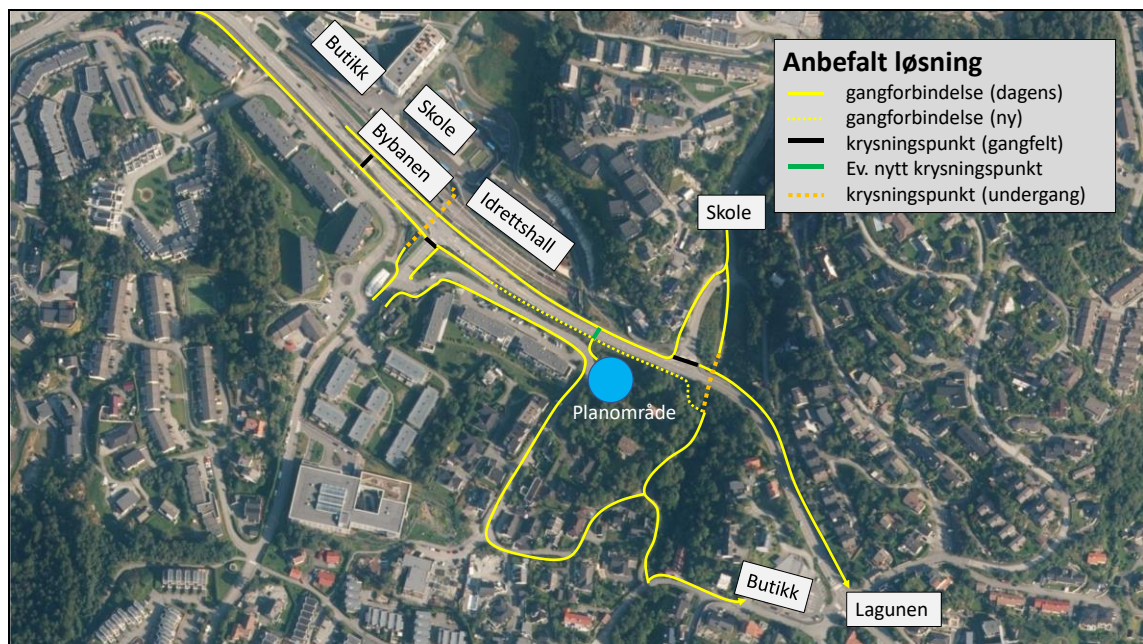 Anbefalt løsning
gangforbindelse (dagens)
gangforbindelse (ny)
krysningspunkt (gangfelt)
Ev. nytt krysningspunkt
krysningspunkt (undergang)
Butikk
Skole
Bybanen
Idrettshall
Skole
Planområde
Butikk
Lagunen